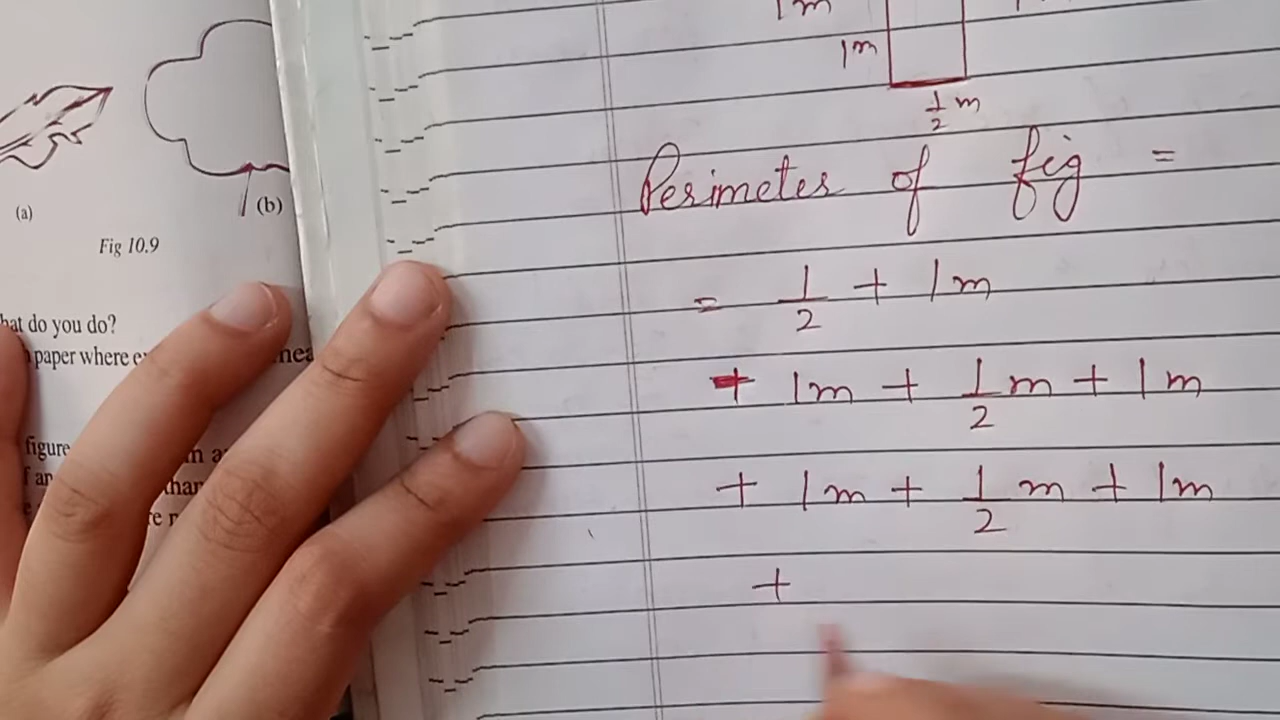 1m
1m
1/2 m
Perimeter of fig =
= 1/2 + 1m
+ 1m + 1/2 m + 1m
+ 1m + 1/2 m + 1m
+
(a)
(b)
Fig 10.9
hat do you do?
paper where
figure